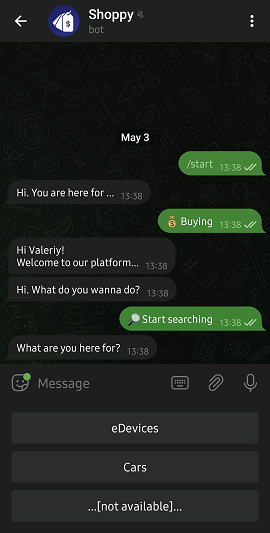 Shoppy
bot
May 3
/start 13:38
Hi. You are here for ... 13:38
💰 Buying 13:38
Hi Valeriy!
Welcome to our platform... 13:38
Hi. What do you wanna do? 13:38
🔎Start searching 13:38
What are you here for? 13:38
Message
eDevices
Cars
...[not available]...